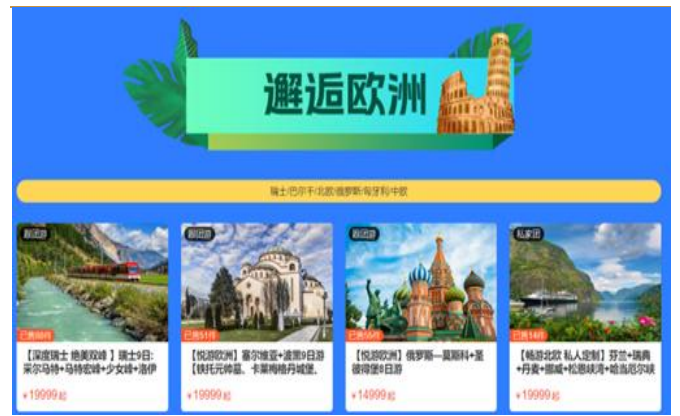 邂逅欧洲
瑞士/巴尔干/北欧/俄罗斯/匈牙利/中欧
跟团游
跟团游
跟团游
私家团
已售51件
已售55件
已售14件
【深度瑞士 绝美双峰 】瑞士9日:
采尔马特+马特宏峰+少女峰+洛伊
¥19999起
【悦游欧洲】塞尔维亚+波黑9日游
【铁托元帅墓、卡莱梅格丹城堡、
¥19999起
【悦游欧洲】俄罗斯—莫斯科+圣
彼得堡8日游
¥14999起
【畅游北欧 私人定制】芬兰+瑞典
+丹麦+挪威+松恩峡湾+哈当厄尔峡
¥19999起